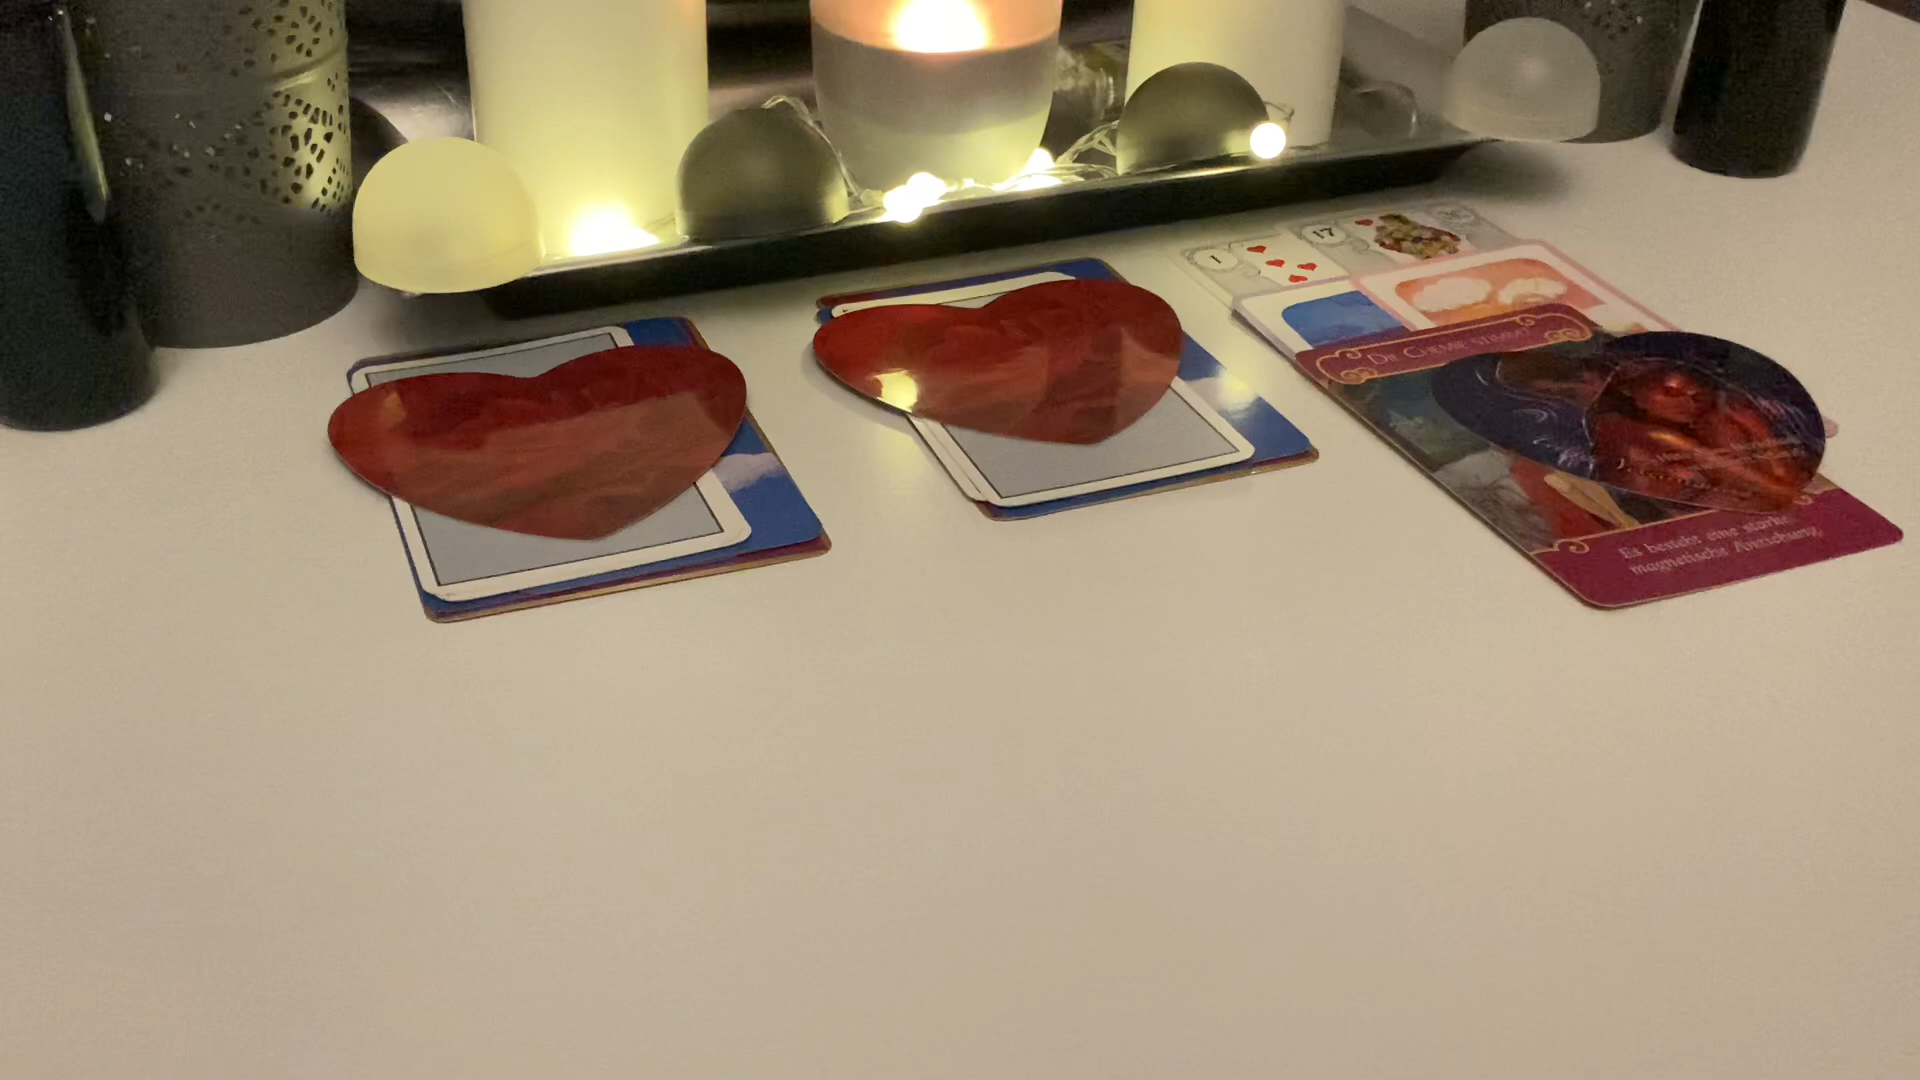 1
17
Die Chemie stimmt
Es besteht eine starke
magnetische Anziehung.